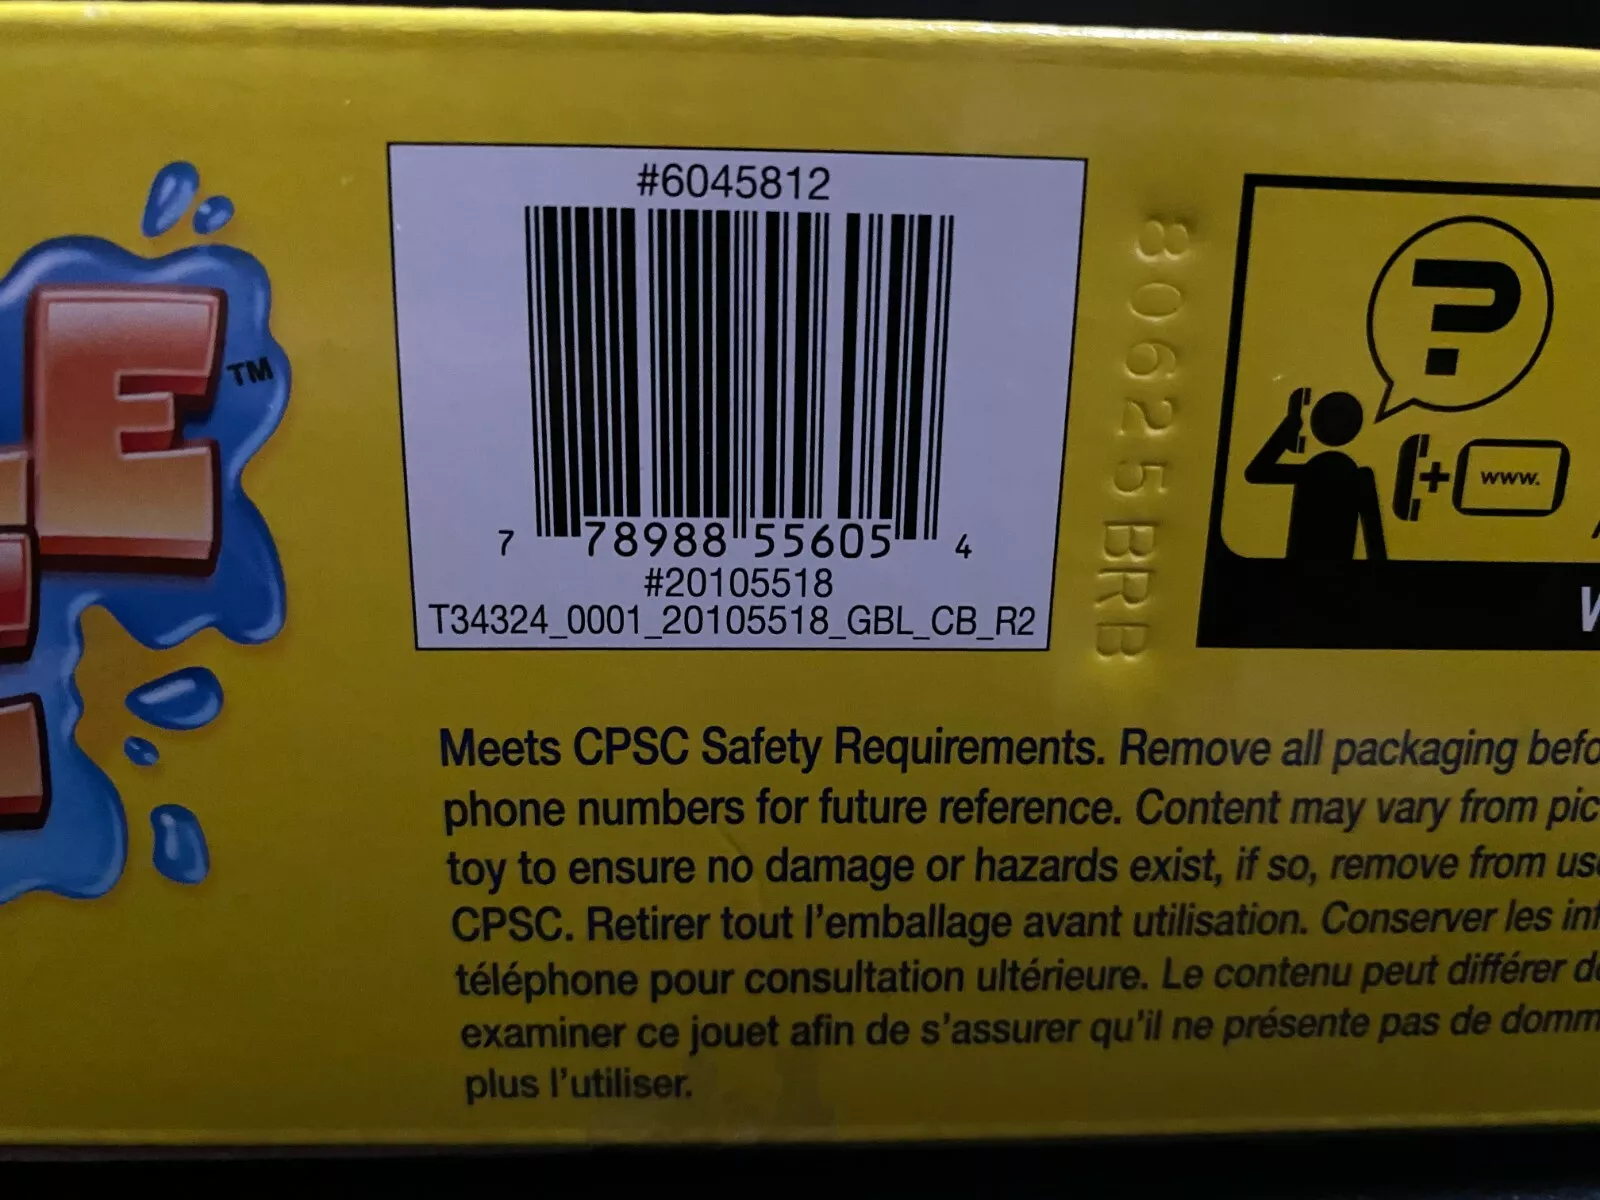 E™
#6045812
7 78988 55605 4
#20105518
T34324_0001_20105518_GBL_CB_R2
30625BRB
?
+ www.
Meets CPSC Safety Requirements. Remove all packaging befo
phone numbers for future reference. Content may vary from pic
toy to ensure no damage or hazards exist, if so, remove from us
CPSC. Retirer tout l'emballage avant utilisation. Conserver les inf
téléphone pour consultation ultérieure. Le contenu peut différer d
examiner ce jouet afin de s'assurer qu'il ne présente pas de domm
plus l'utiliser.